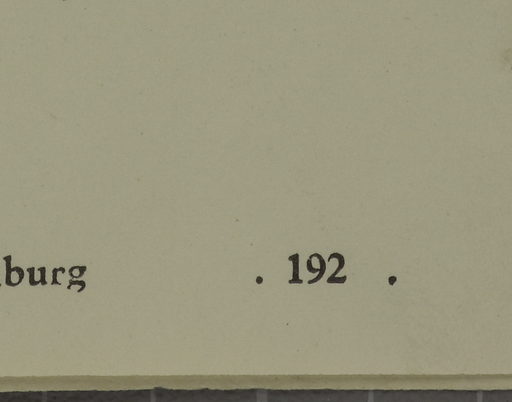 burg . 192 .